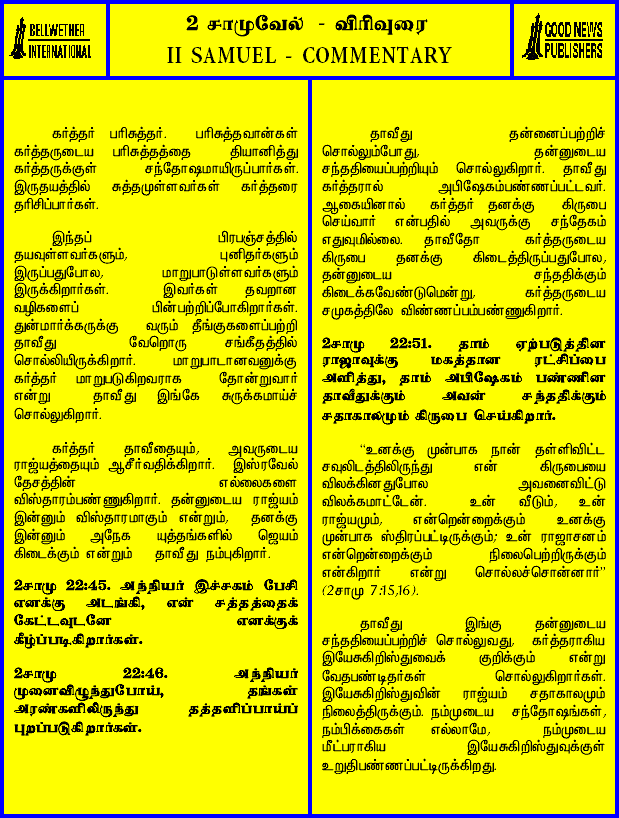 BELLWETHER
INTERNATIONAL
2 சாமுவேல் - விரிவுரை
II SAMUEL - COMMENTARY
GOOD NEWS
PUBLISHERS
கர்த்தர் பரிசுத்தர். பரிசுத்தவான்கள்
கர்த்தருடைய பரிசுத்தத்தை தியானித்து
கர்த்தருக்குள் சந்தோஷமாயிருப்பார்கள்.
இருதயத்தில் சுத்தமுள்ளவர்கள் கர்த்தரை
தரிசிப்பார்கள்.
இந்தப் பிரபஞ்சத்தில்
தயவுள்ளவர்களும், புனிதர்களும்
இருப்பதுபோல, மாறுபாடுள்ளவர்களும்
இருக்கிறார்கள். இவர்கள் தவறான
வழிகளைப் பின்பற்றிப்போகிறார்கள்.
துன்மார்க்கருக்கு வரும் தீங்குகளைப்பற்றி
தாவீது வேறொரு சங்கீதத்தில்
சொல்லியிருக்கிறார். மாறுபாடானவனுக்கு
கர்த்தர் மாறுபடுகிறவராக தோன்றுவார்
என்று தாவீது இங்கே சுருக்கமாய்ச்
சொல்லுகிறார்.
கர்த்தர் தாவீதையும், அவருடைய
ராஜ்யத்தையும் ஆசீர்வதிக்கிறார். இஸ்ரவேல்
தேசத்தின் எல்லைகளை
விஸ்தாரம்பண்ணுகிறார். தன்னுடைய ராஜ்யம்
இன்னும் விஸ்தாரமாகும் என்றும், தனக்கு
இன்னும் அநேக யுத்தங்களில் ஜெயம்
கிடைக்கும் என்றும் தாவீது நம்புகிறார்.
2சாமு 22:45. அந்நியர் இச்சகம் பேசி
எனக்கு அடங்கி, என் சத்தத்தைக்
கேட்டவுடனே எனக்குக்
கீழ்ப்படிகிறார்கள்.
2சாமு 22:46. அந்நியர்
முனைவிழுந்துபோய், தங்கள்
அரண்களிலிருந்து தத்தளிப்பாய்ப்
புறப்படுகிறார்கள்.
தாவீது தன்னைப்பற்றிச்
சொல்லும்போது, தன்னுடைய
சந்ததியைப்பற்றியும் சொல்லுகிறார். தாவீது
கர்த்தரால் அபிஷேகம்பண்ணப்பட்டவர்.
ஆகையினால் கர்த்தர் தனக்கு கிருபை
செய்வார் என்பதில் அவருக்கு சந்தேகம்
எதுவுமில்லை. தாவீதோ கர்த்தருடைய
கிருபை தனக்கு கிடைத்திருப்பதுபோல,
தன்னுடைய சந்ததிக்கும்
கிடைக்கவேண்டுமென்று, கர்த்தருடைய
சமுகத்திலே விண்ணப்பம்பண்ணுகிறார்.
2சாமு 22:51. தாம் ஏற்படுத்தின
ராஜாவுக்கு மகத்தான ரட்சிப்பை
அளித்து, தாம் அபிஷேகம் பண்ணின
தாவீதுக்கும் அவன் சந்ததிக்கும்
சதாகாலமும் கிருபை செய்கிறார்.
“உனக்கு முன்பாக நான் தள்ளிவிட்ட
சவுலிடத்திலிருந்து என் கிருபையை
விலக்கினதுபோல அவனைவிட்டு
விலக்கமாட்டேன். உன் வீடும், உன்
ராஜ்யமும், என்றென்றைக்கும் உனக்கு
முன்பாக ஸ்திரப்பட்டிருக்கும்; உன் ராஜாசனம்
என்றென்றைக்கும் நிலைபெற்றிருக்கும்
என்கிறார் என்று சொல்லச்சொன்னார்”
(2சாமு 7:15,16).
தாவீது இங்கு தன்னுடைய
சந்ததியைப்பற்றிச் சொல்லுவது, கர்த்தராகிய
இயேசுகிறிஸ்துவைக் குறிக்கும் என்று
வேதபண்டிதர்கள் சொல்லுகிறார்கள்.
இயேசுகிறிஸ்துவின் ராஜ்யம் சதாகாலமும்
நிலைத்திருக்கும். நம்முடைய சந்தோஷங்கள்,
நம்பிக்கைகள் எல்லாமே, நம்முடைய
மீட்பராகிய இயேசுகிறிஸ்துவுக்குள்
உறுதிபண்ணப்பட்டிருக்கிறது.